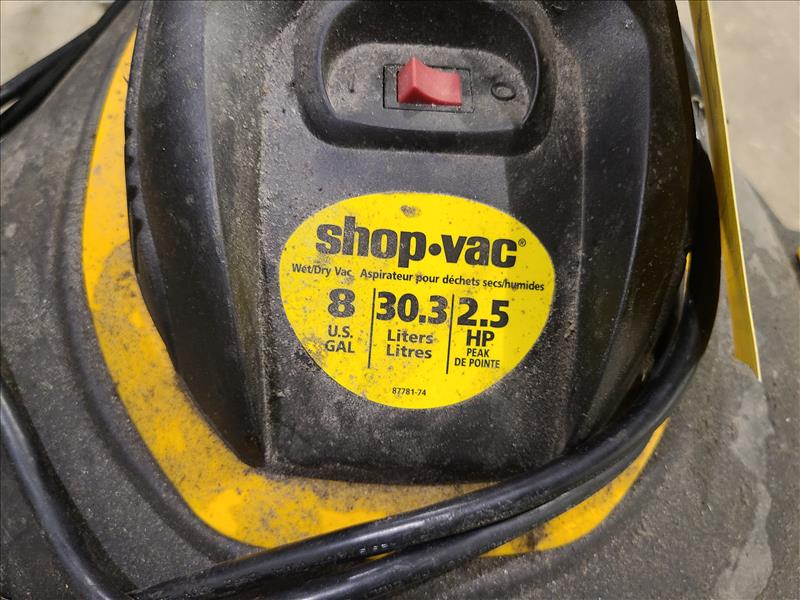 O
shop·vac®
Wet/Dry Vac Aspirateur pour déchets secs/humides
8 30.3 2.5
U.S. Liters HP
GAL Litres PEAK
DE POINTE
87781-74